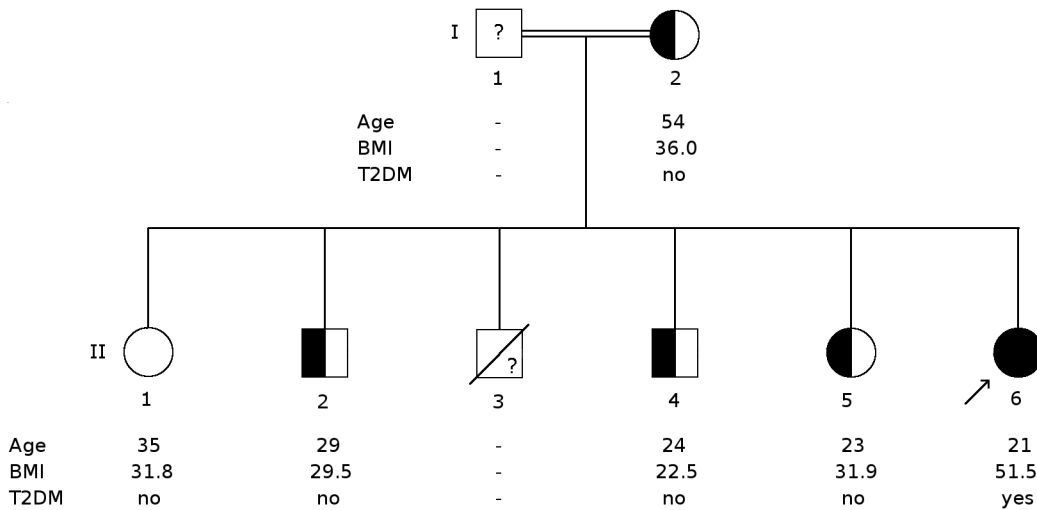 I ?
1 2
Age - 54
BMI - 36.0
T2DM - no
II ?
1 2 3 4 5 6
Age 35 29 - 24 23 21
BMI 31.8 29.5 - 22.5 31.9 51.5
T2DM no no - no no yes